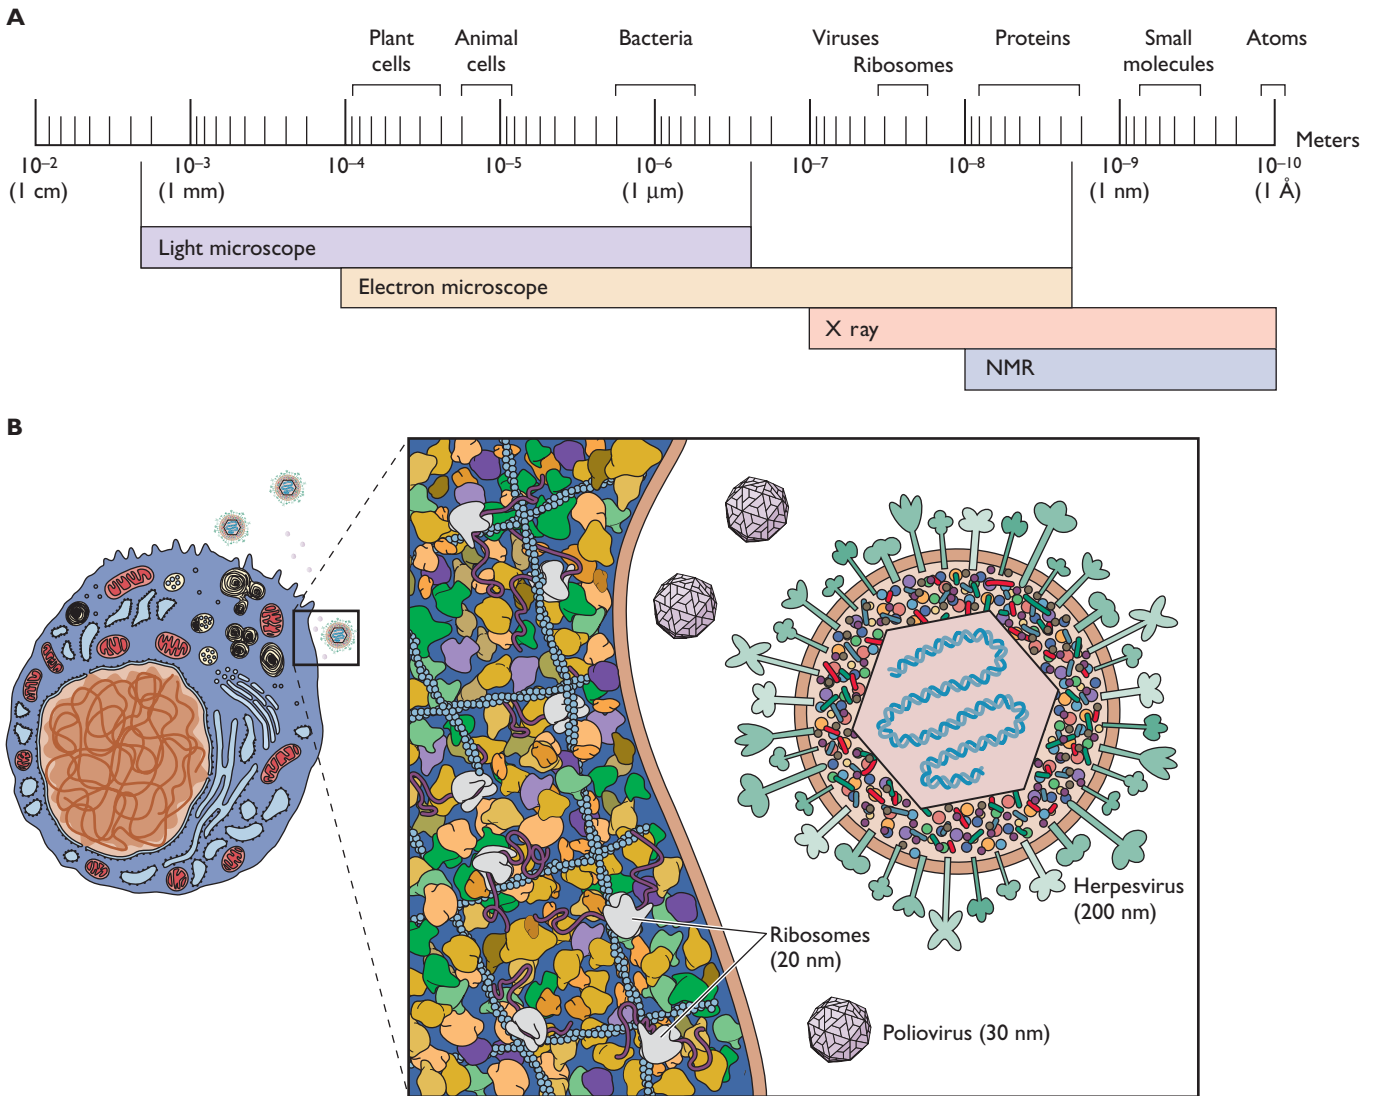 A
Plant
cells
Animal
cells
Bacteria
Viruses
Ribosomes
Proteins
Small
molecules
Atoms
Meters
10⁻²
(1 cm)
10⁻³
(1 mm)
10⁻⁴
10⁻⁵
10⁻⁶
(1 μm)
10⁻⁷
10⁻⁸
10⁻⁹
(1 nm)
10⁻¹⁰
(1 Å)
Light microscope
Electron microscope
X ray
NMR
B
Herpesvirus
(200 nm)
Ribosomes
(20 nm)
Poliovirus (30 nm)